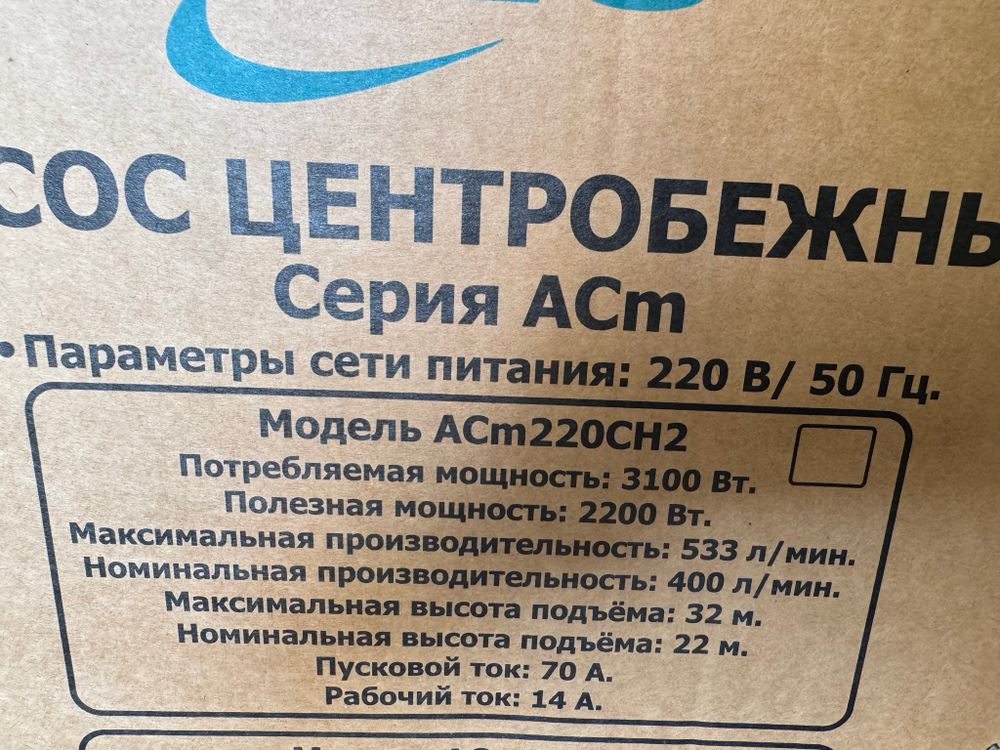 СОС ЦЕНТРОБЕЖНЫ
Серия ACm
•Параметры сети питания: 220 В/ 50 Гц.
Модель ACm220CH2
Потребляемая мощность: 3100 Вт.
Полезная мощность: 2200 Вт.
Максимальная производительность: 533 л/мин.
Номинальная производительность: 400 л/мин.
Максимальная высота подъёма: 32 м.
Номинальная высота подъёма: 22 м.
Пусковой ток: 70 А.
Рабочий ток: 14 А.